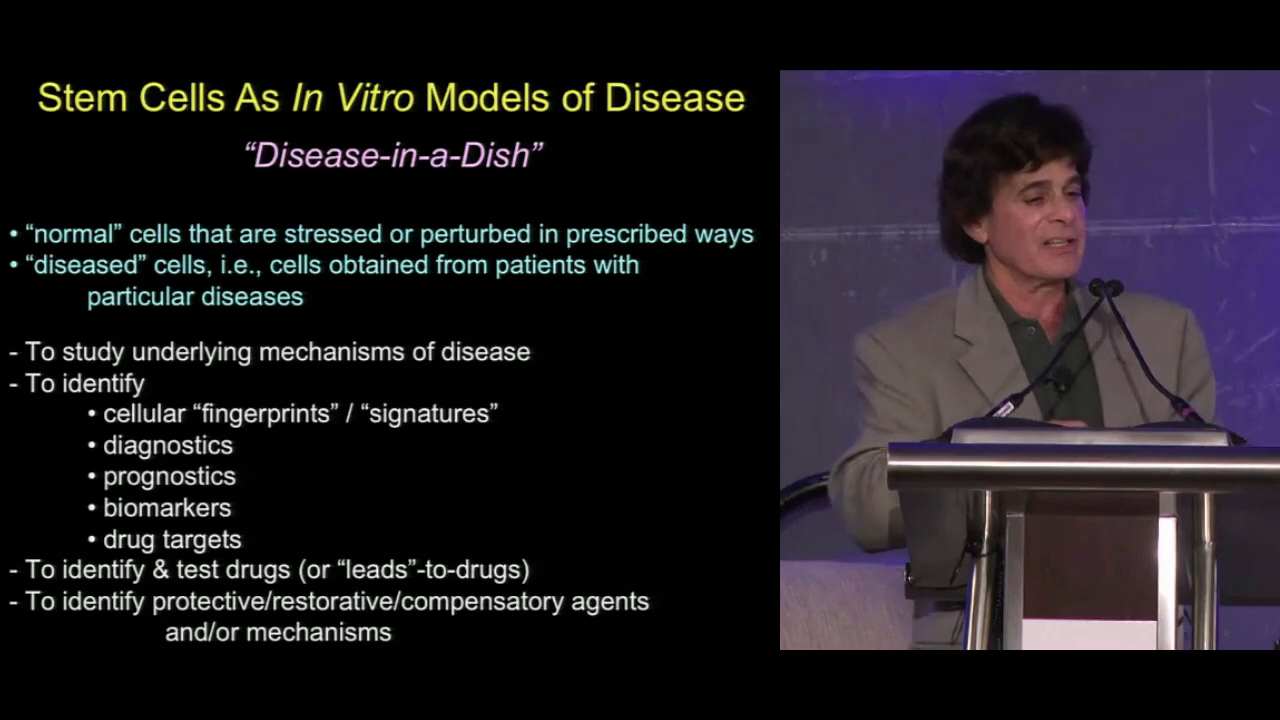 Stem Cells As In Vitro Models of Disease
“Disease-in-a-Dish”
• “normal” cells that are stressed or perturbed in prescribed ways
• “diseased” cells, i.e., cells obtained from patients with
particular diseases
- To study underlying mechanisms of disease
- To identify
• cellular “fingerprints” / “signatures”
• diagnostics
• prognostics
• biomarkers
• drug targets
- To identify & test drugs (or “leads”-to-drugs)
- To identify protective/restorative/compensatory agents
and/or mechanisms